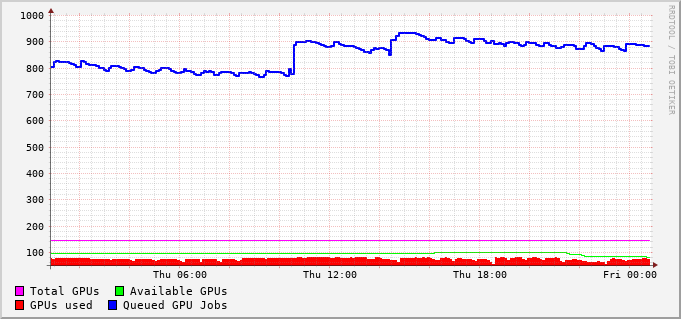 1000
900
800
700
600
500
400
300
200
100
Thu 06:00 Thu 12:00 Thu 18:00 Fri 00:00
Total GPUs Available GPUs
GPUs used Queued GPU Jobs
RRDTOOL / TOBI OETIKER